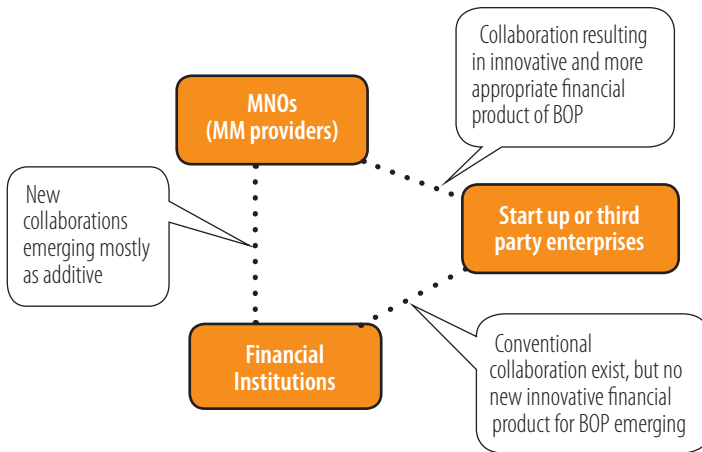 Collaboration resulting
in innovative and more
appropriate financial
product of BOP
MNOs
(MM providers)
New
collaborations
emerging mostly
as additive
Start up or third
party enterprises
Financial
Institutions
Conventional
collaboration exist, but no
new innovative financial
product for BOP emerging